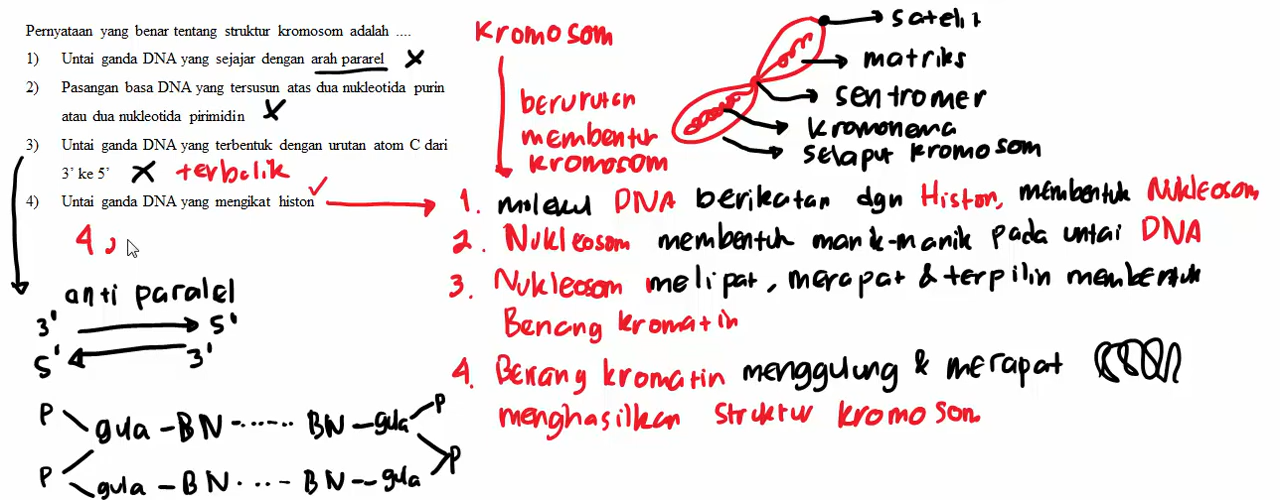 Pernyataan yang benar tentang struktur kromosom adalah ....
1) Untai ganda DNA yang sejajar dengan arah pararel X
2) Pasangan basa DNA yang tersusun atas dua nukleotida purin
atau dua nukleotida pirimidin X
3) Untai ganda DNA yang terbentuk dengan urutan atom C dari
3' ke 5' X terbalik
4) Untai ganda DNA yang mengikat histon ✓
4,
anti paralel
3' → 5'
5' ← 3'
P gula - BN ...... BN - gula P
P gula - BN .... BN - gula P
Kromosom
berurutan
membentuk
kromosom
satelit
matriks
sentromer
kromonema
selaput kromosom
1. molekul DNA berikatan dgn Histon, membentuk Nukleosom
2. Nukleosom membentuk manik-manik pada untai DNA
3. Nukleosom melipat, merapat & terpilin membentuk
Benang kromatin
4. Benang kromatin menggulung & merapat
menghasilkan struktur kromosom